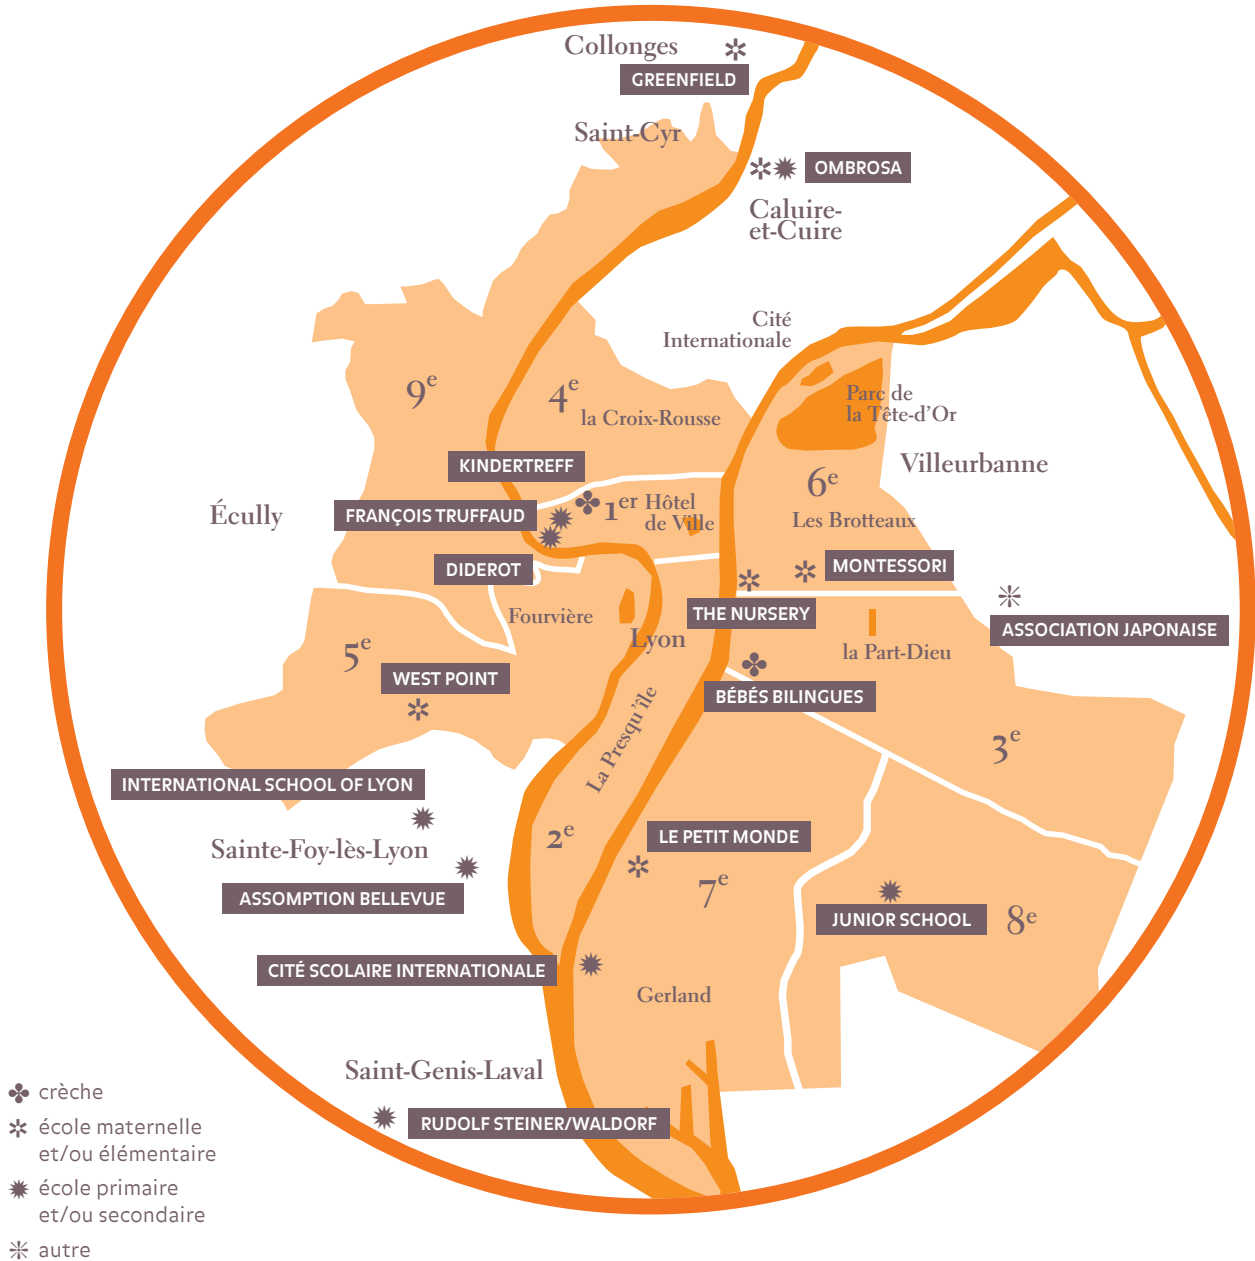 Collonges
GREENFIELD
Saint-Cyr
OMBROSA
Caluire-
et-Cuire
Cité
Internationale
9e
4e
la Croix-Rousse
Parc de
la Tête-d'Or
KINDERTREFF
Villeurbanne
6e
Écully
FRANÇOIS TRUFFAUD
1er
Hôtel
de Ville
Les Brotteaux
DIDEROT
MONTESSORI
Fourvière
THE NURSERY
Lyon
ASSOCIATION JAPONAISE
5e
la Part-Dieu
WEST POINT
BÉBÉS BILINGUES
La Presqu'île
3e
INTERNATIONAL SCHOOL OF LYON
2e
LE PETIT MONDE
Sainte-Foy-lès-Lyon
7e
ASSOMPTION BELLEVUE
JUNIOR SCHOOL
8e
CITÉ SCOLAIRE INTERNATIONALE
Gerland
Saint-Genis-Laval
RUDOLF STEINER/WALDORF
crèche
école maternelle
et/ou élémentaire
école primaire
et/ou secondaire
autre